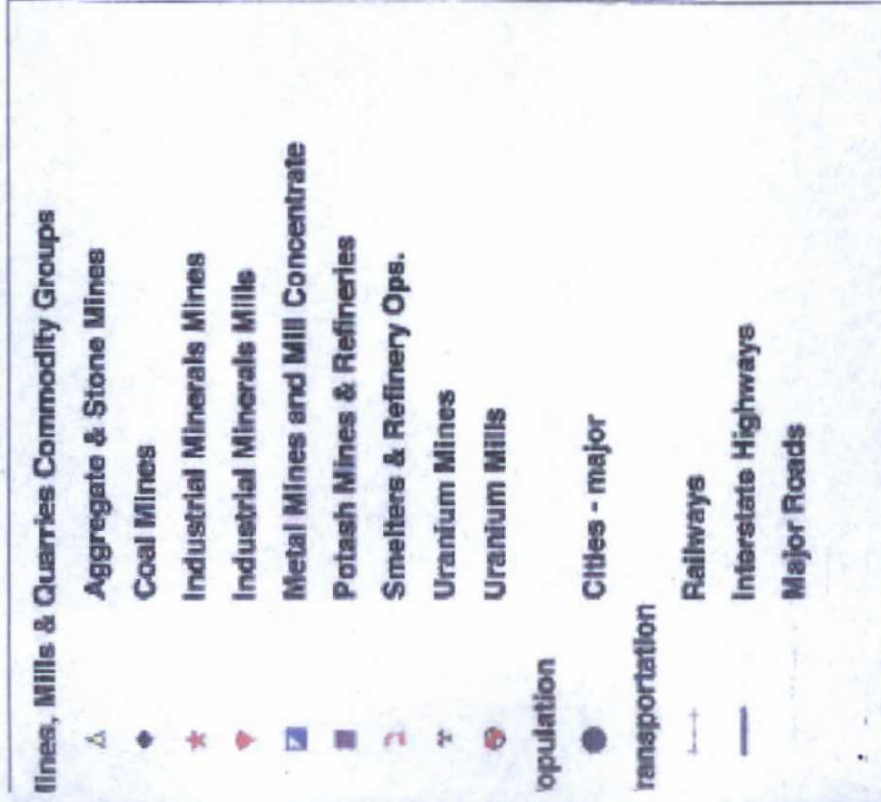 lines, Mills & Quarries Commodity Groups
Aggregate & Stone Mines
Coal Mines
Industrial Minerals Mines
Industrial Minerals Mills
Metal Mines and Mill Concentrate
Potash Mines & Refineries
Smelters & Refinery Ops.
Uranium Mines
Uranium Mills
opulation
Cities - major
ransportation
Railways
Interstate Highways
Major Roads